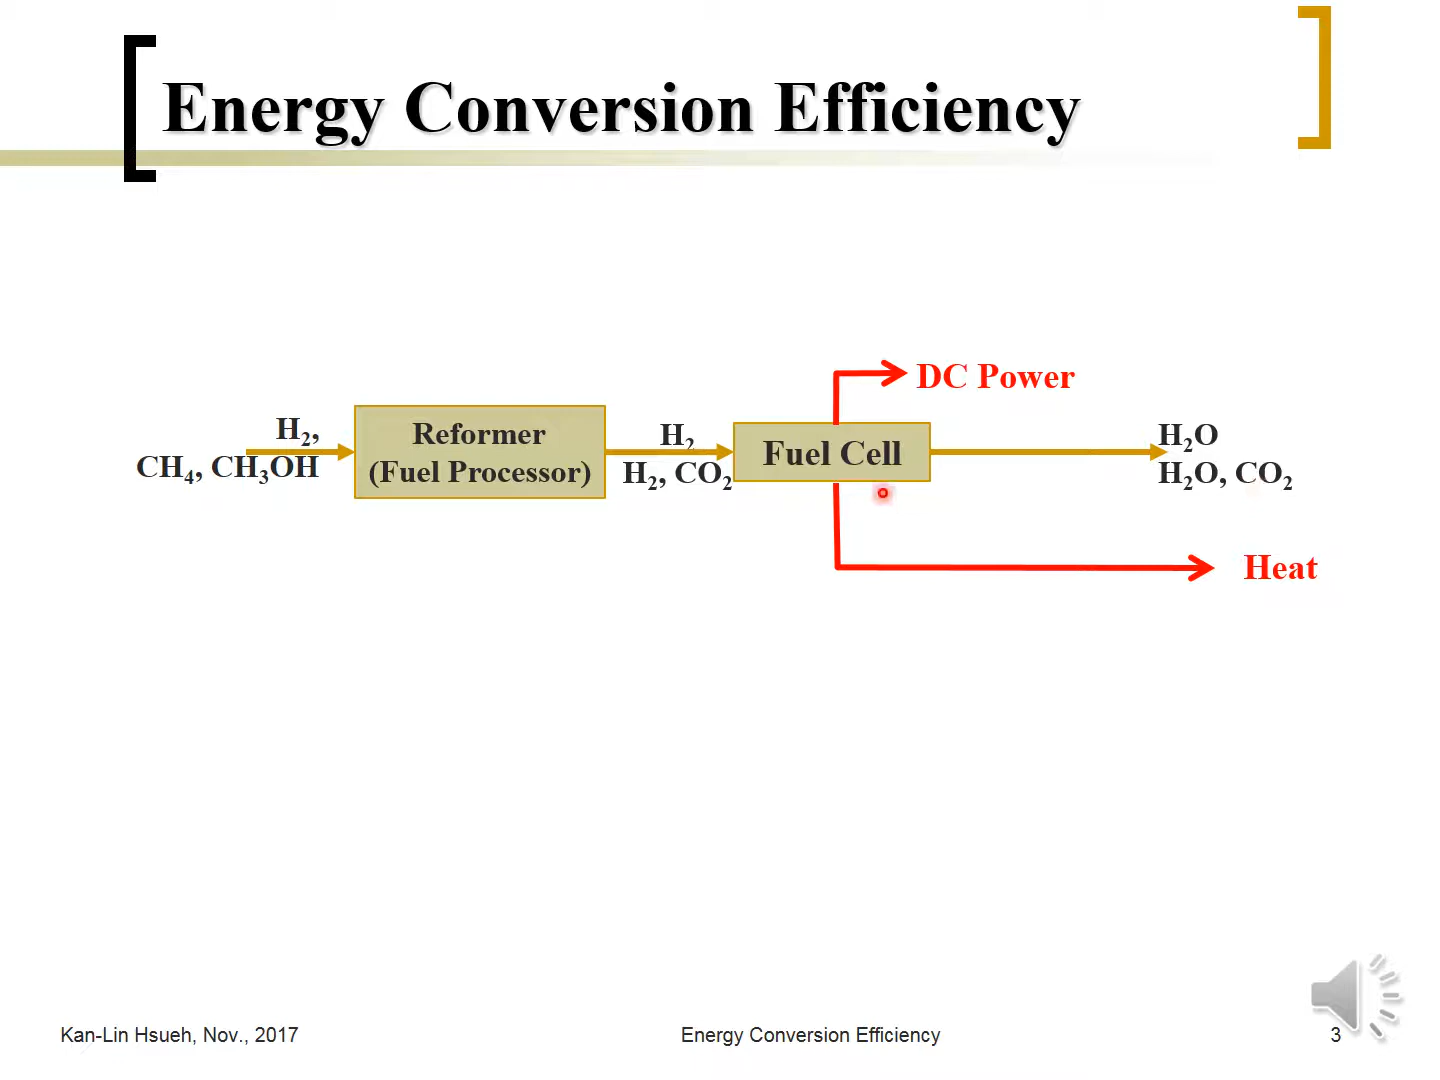 Energy Conversion Efficiency
DC Power
H₂,
CH₄, CH₃OH
Reformer
(Fuel Processor)
H₂
H₂, CO₂
Fuel Cell
H₂O
H₂O, CO₂
Heat
Kan-Lin Hsueh, Nov., 2017
Energy Conversion Efficiency
3